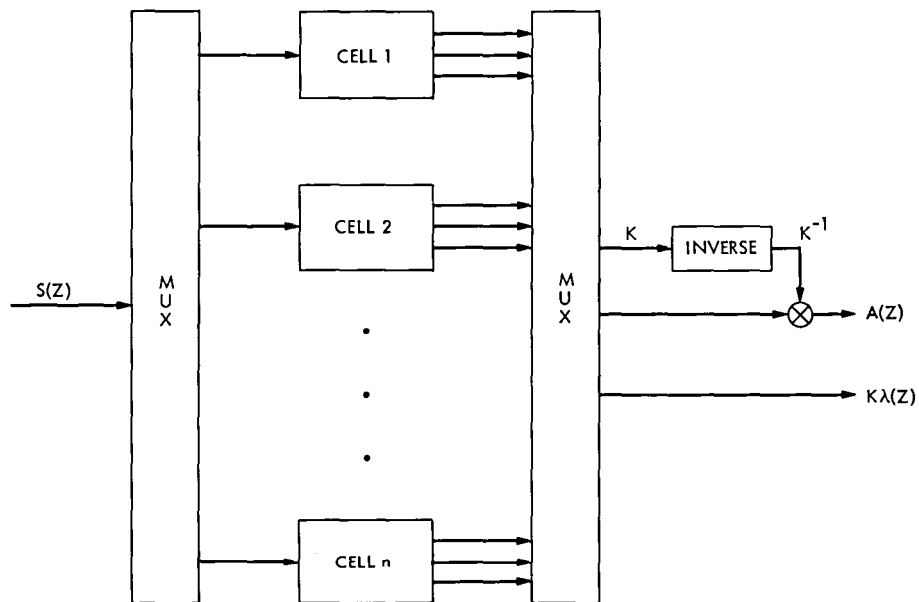 CELL 1
CELL 2
K
INVERSE
K⁻¹
S(Z)
M
U
X
M
U
X
A(Z)
Kλ(Z)
CELL n